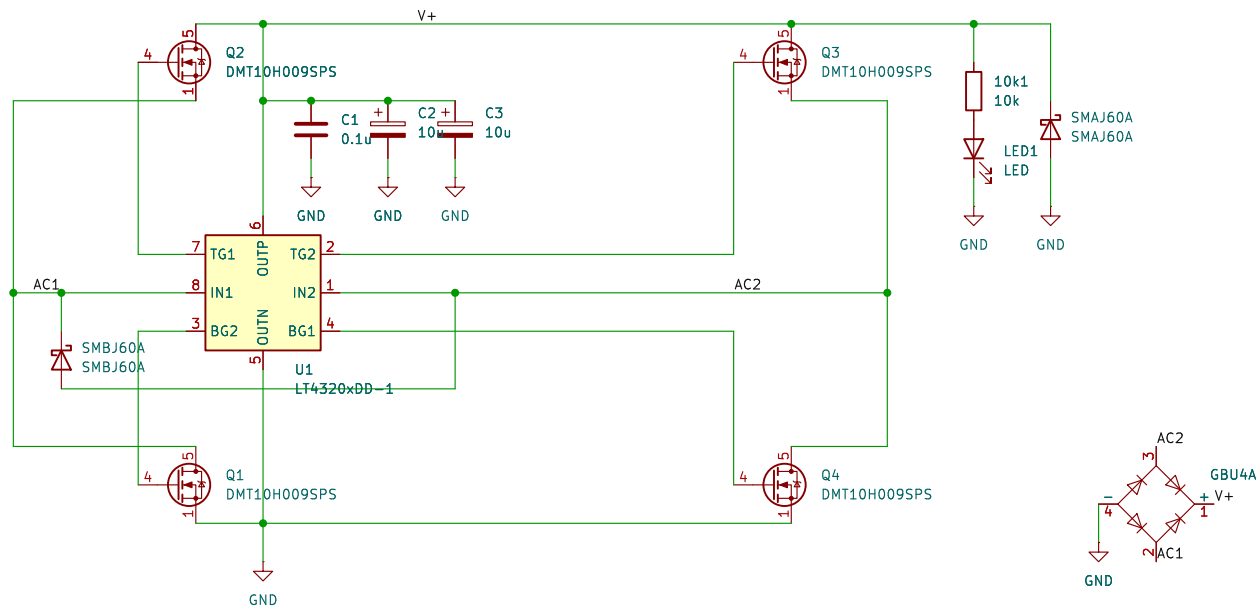 V+
5
4
1
Q2
DMT10H009SPS
5
4
1
Q3
DMT10H009SPS
10k1
10k
SMAJ60A
SMAJ60A
LED1
LED
GND
GND
+
C1
0.1u
C2
10u
+
C3
10u
GND
GND
GND
6
7
TG1
OUTP
TG2
2
AC1
8
IN1
IN2
1
AC2
3
BG2
OUTN
BG1
4
5
U1
LT4320xDD-1
SMBJ60A
SMBJ60A
5
4
1
Q1
DMT10H009SPS
5
4
1
Q4
DMT10H009SPS
GND
AC2
3
GBU4A
-
4
+
1
V+
2
AC1
GND